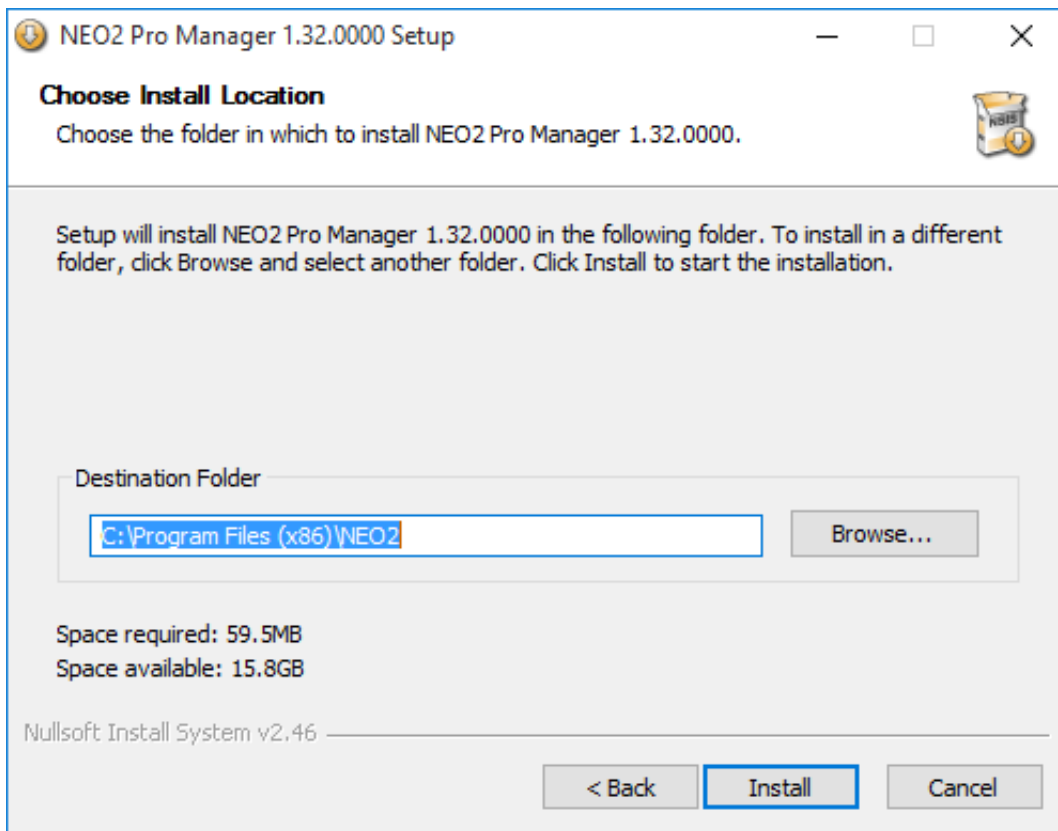 NEO2 Pro Manager 1.32.0000 Setup
Choose Install Location
Choose the folder in which to install NEO2 Pro Manager 1.32.0000.
NSIS
Setup will install NEO2 Pro Manager 1.32.0000 in the following folder. To install in a different
folder, click Browse and select another folder. Click Install to start the installation.
Destination Folder
C:\Program Files (x86)\NEO2
Browse...
Space required: 59.5MB
Space available: 15.8GB
Nullsoft Install System v2.46
< Back
Install
Cancel